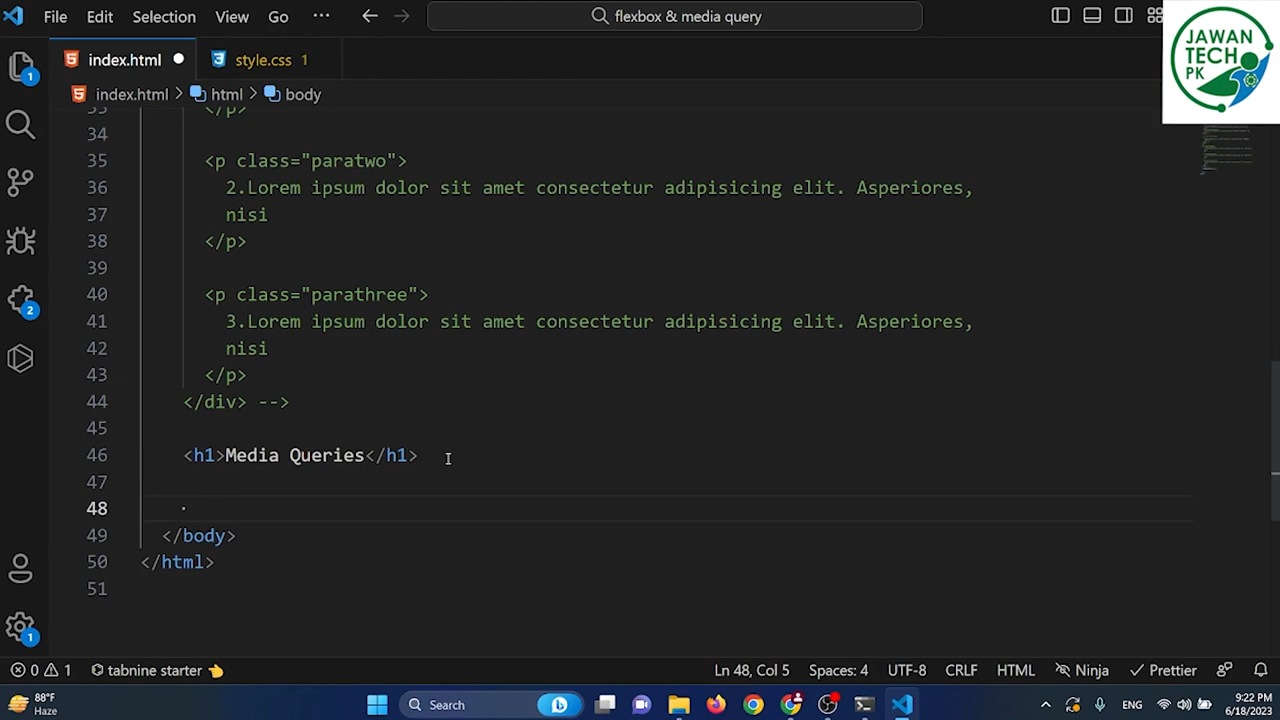 File Edit Selection View Go ··· flexbox & media query
JAWAN
TECH
PK
index.html style.css 1
index.html > html > body
33 </p>
34
35 <p class="paratwo">
36 2.Lorem ipsum dolor sit amet consectetur adipisicing elit. Asperiores,
37 nisi
38 </p>
39
40 <p class="parathree">
41 3.Lorem ipsum dolor sit amet consectetur adipisicing elit. Asperiores,
42 nisi
43 </p>
44 </div> -->
45
46 <h1>Media Queries</h1>
47
48
49 </body>
50 </html>
51
1
2
1
0 1 tabnine starter Ln 48, Col 5 Spaces: 4 UTF-8 CRLF HTML Ninja Prettier
88°F
Haze
Search
ENG
9:22 PM
6/18/2023